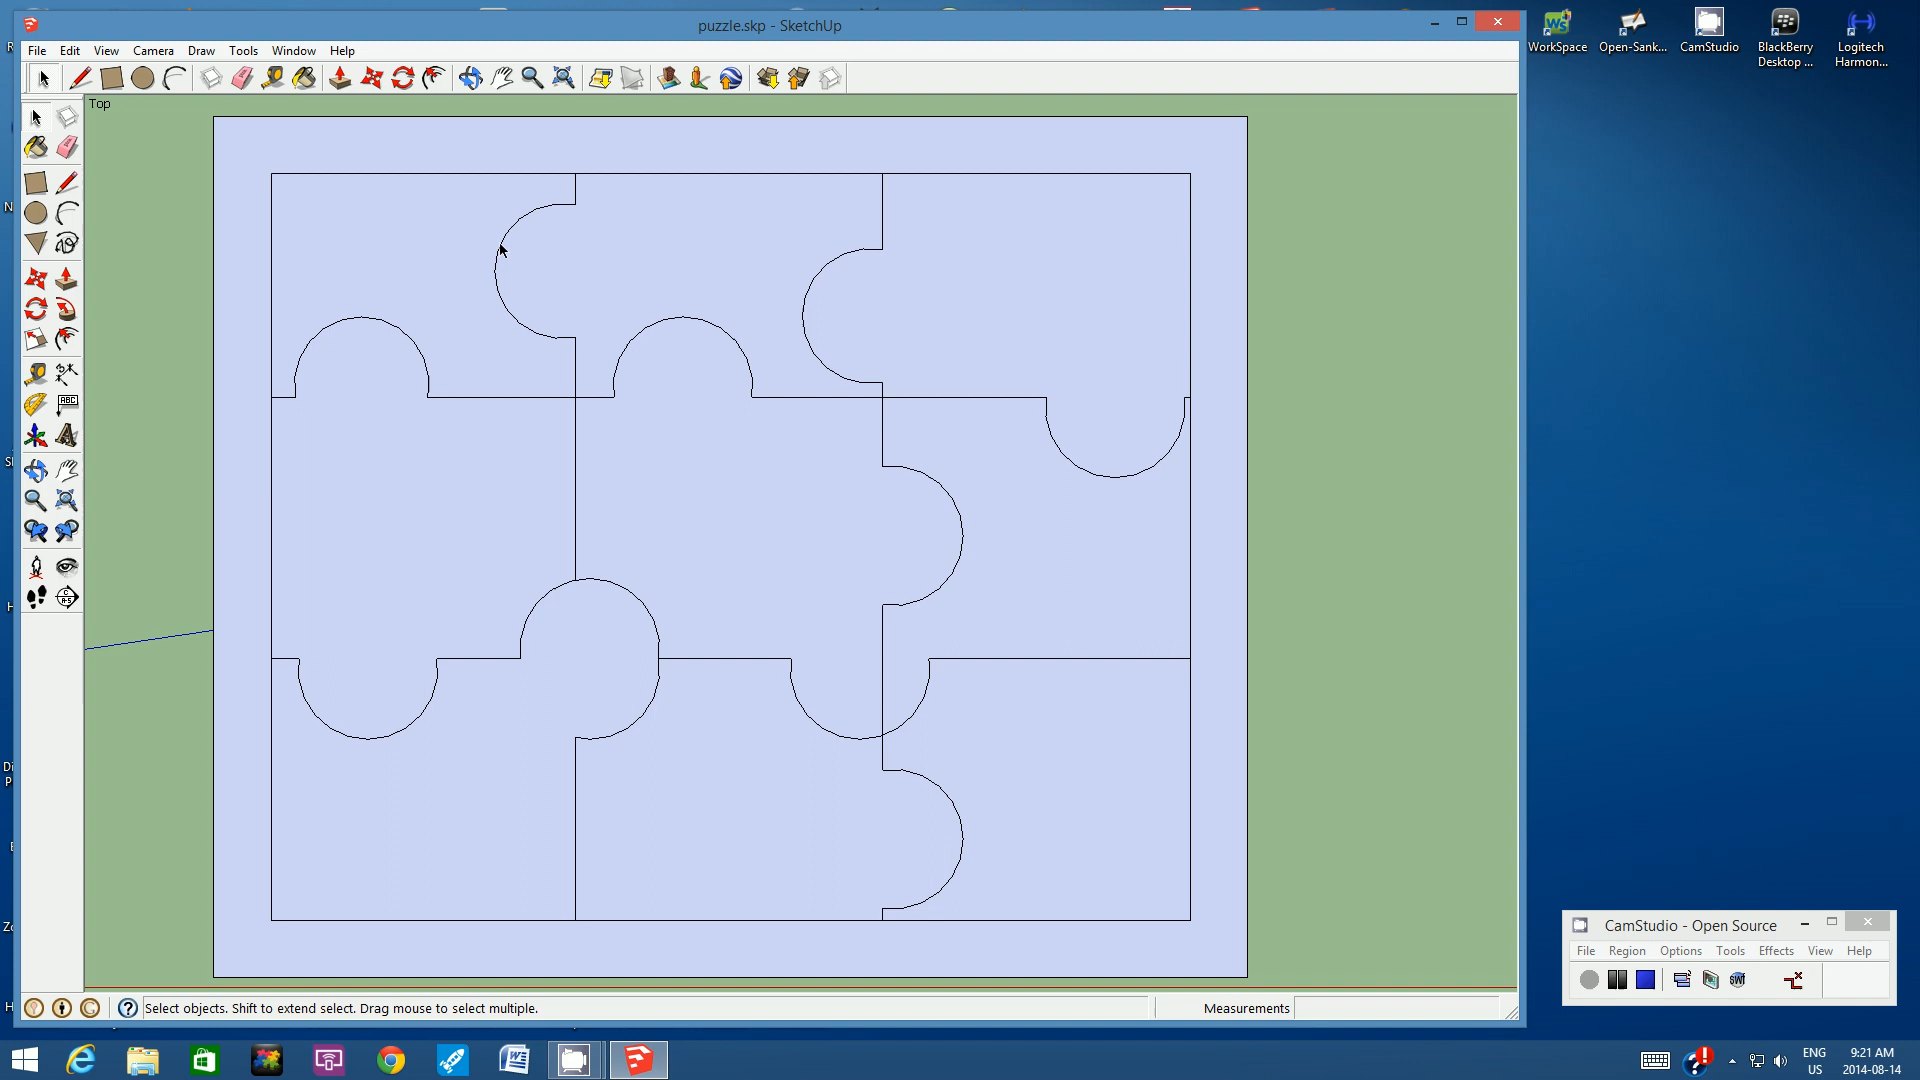 puzzle.skp - SketchUp
File Edit View Camera Draw Tools Window Help
Top
ABC
WorkSpace
Open-Sank...
CamStudio
BlackBerry
Desktop ...
Logitech
Harmon...
Select objects. Shift to extend select. Drag mouse to select multiple.
Measurements
CamStudio - Open Source
File Region Options Tools Effects View Help
ENG
US
9:21 AM
2014-08-14